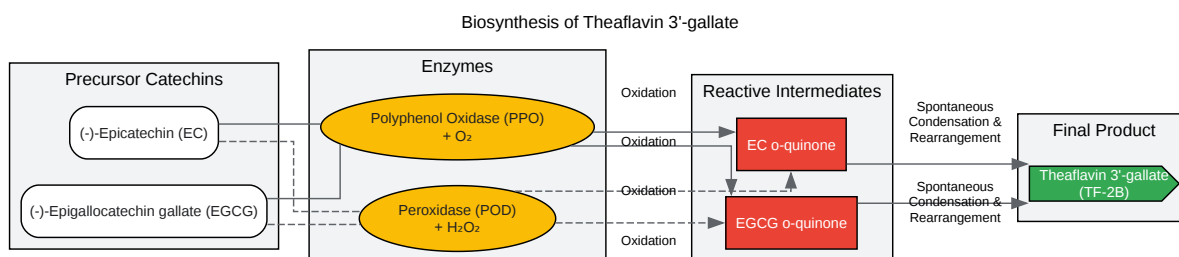 Biosynthesis of Theaflavin 3'-gallate
Precursor Catechins
(-)-Epicatechin (EC)
(-)-Epigallocatechin gallate (EGCG)
Enzymes
Polyphenol Oxidase (PPO)
+ O₂
Peroxidase (POD)
+ H₂O₂
Oxidation
Oxidation
Oxidation
Oxidation
Reactive Intermediates
EC o-quinone
EGCG o-quinone
Spontaneous
Condensation &
Rearrangement
Spontaneous
Condensation &
Rearrangement
Final Product
Theaflavin 3'-gallate
(TF-2B)